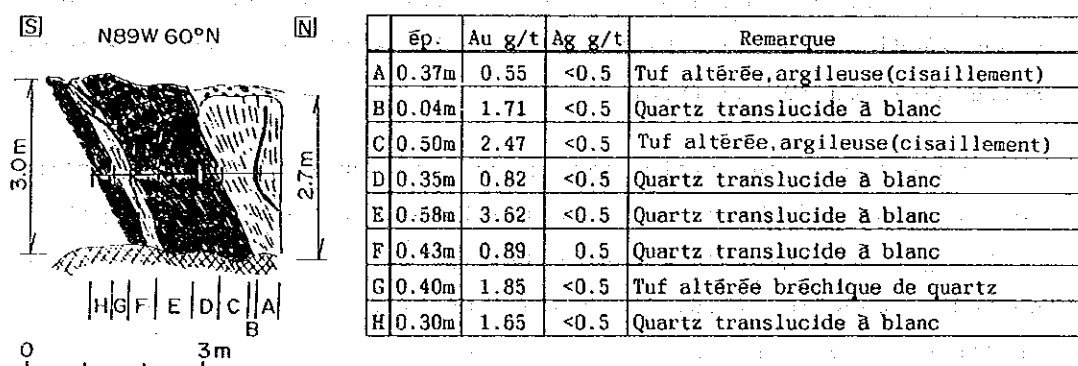 S N89W 60°N N
3.0m
2.7m
H G F E D C B A
0 3m
ép. Au g/t Ag g/t Remarque
A 0.37m 0.55 <0.5 Tuf altérée,argileuse(cisaillement)
B 0.04m 1.71 <0.5 Quartz translucide à blanc
C 0.50m 2.47 <0.5 Tuf altérée,argileuse(cisaillement)
D 0.35m 0.82 <0.5 Quartz translucide à blanc
E 0.58m 3.62 <0.5 Quartz translucide à blanc
F 0.43m 0.89 0.5 Quartz translucide à blanc
G 0.40m 1.85 <0.5 Tuf altérée bréchique de quartz
H 0.30m 1.65 <0.5 Quartz translucide à blanc